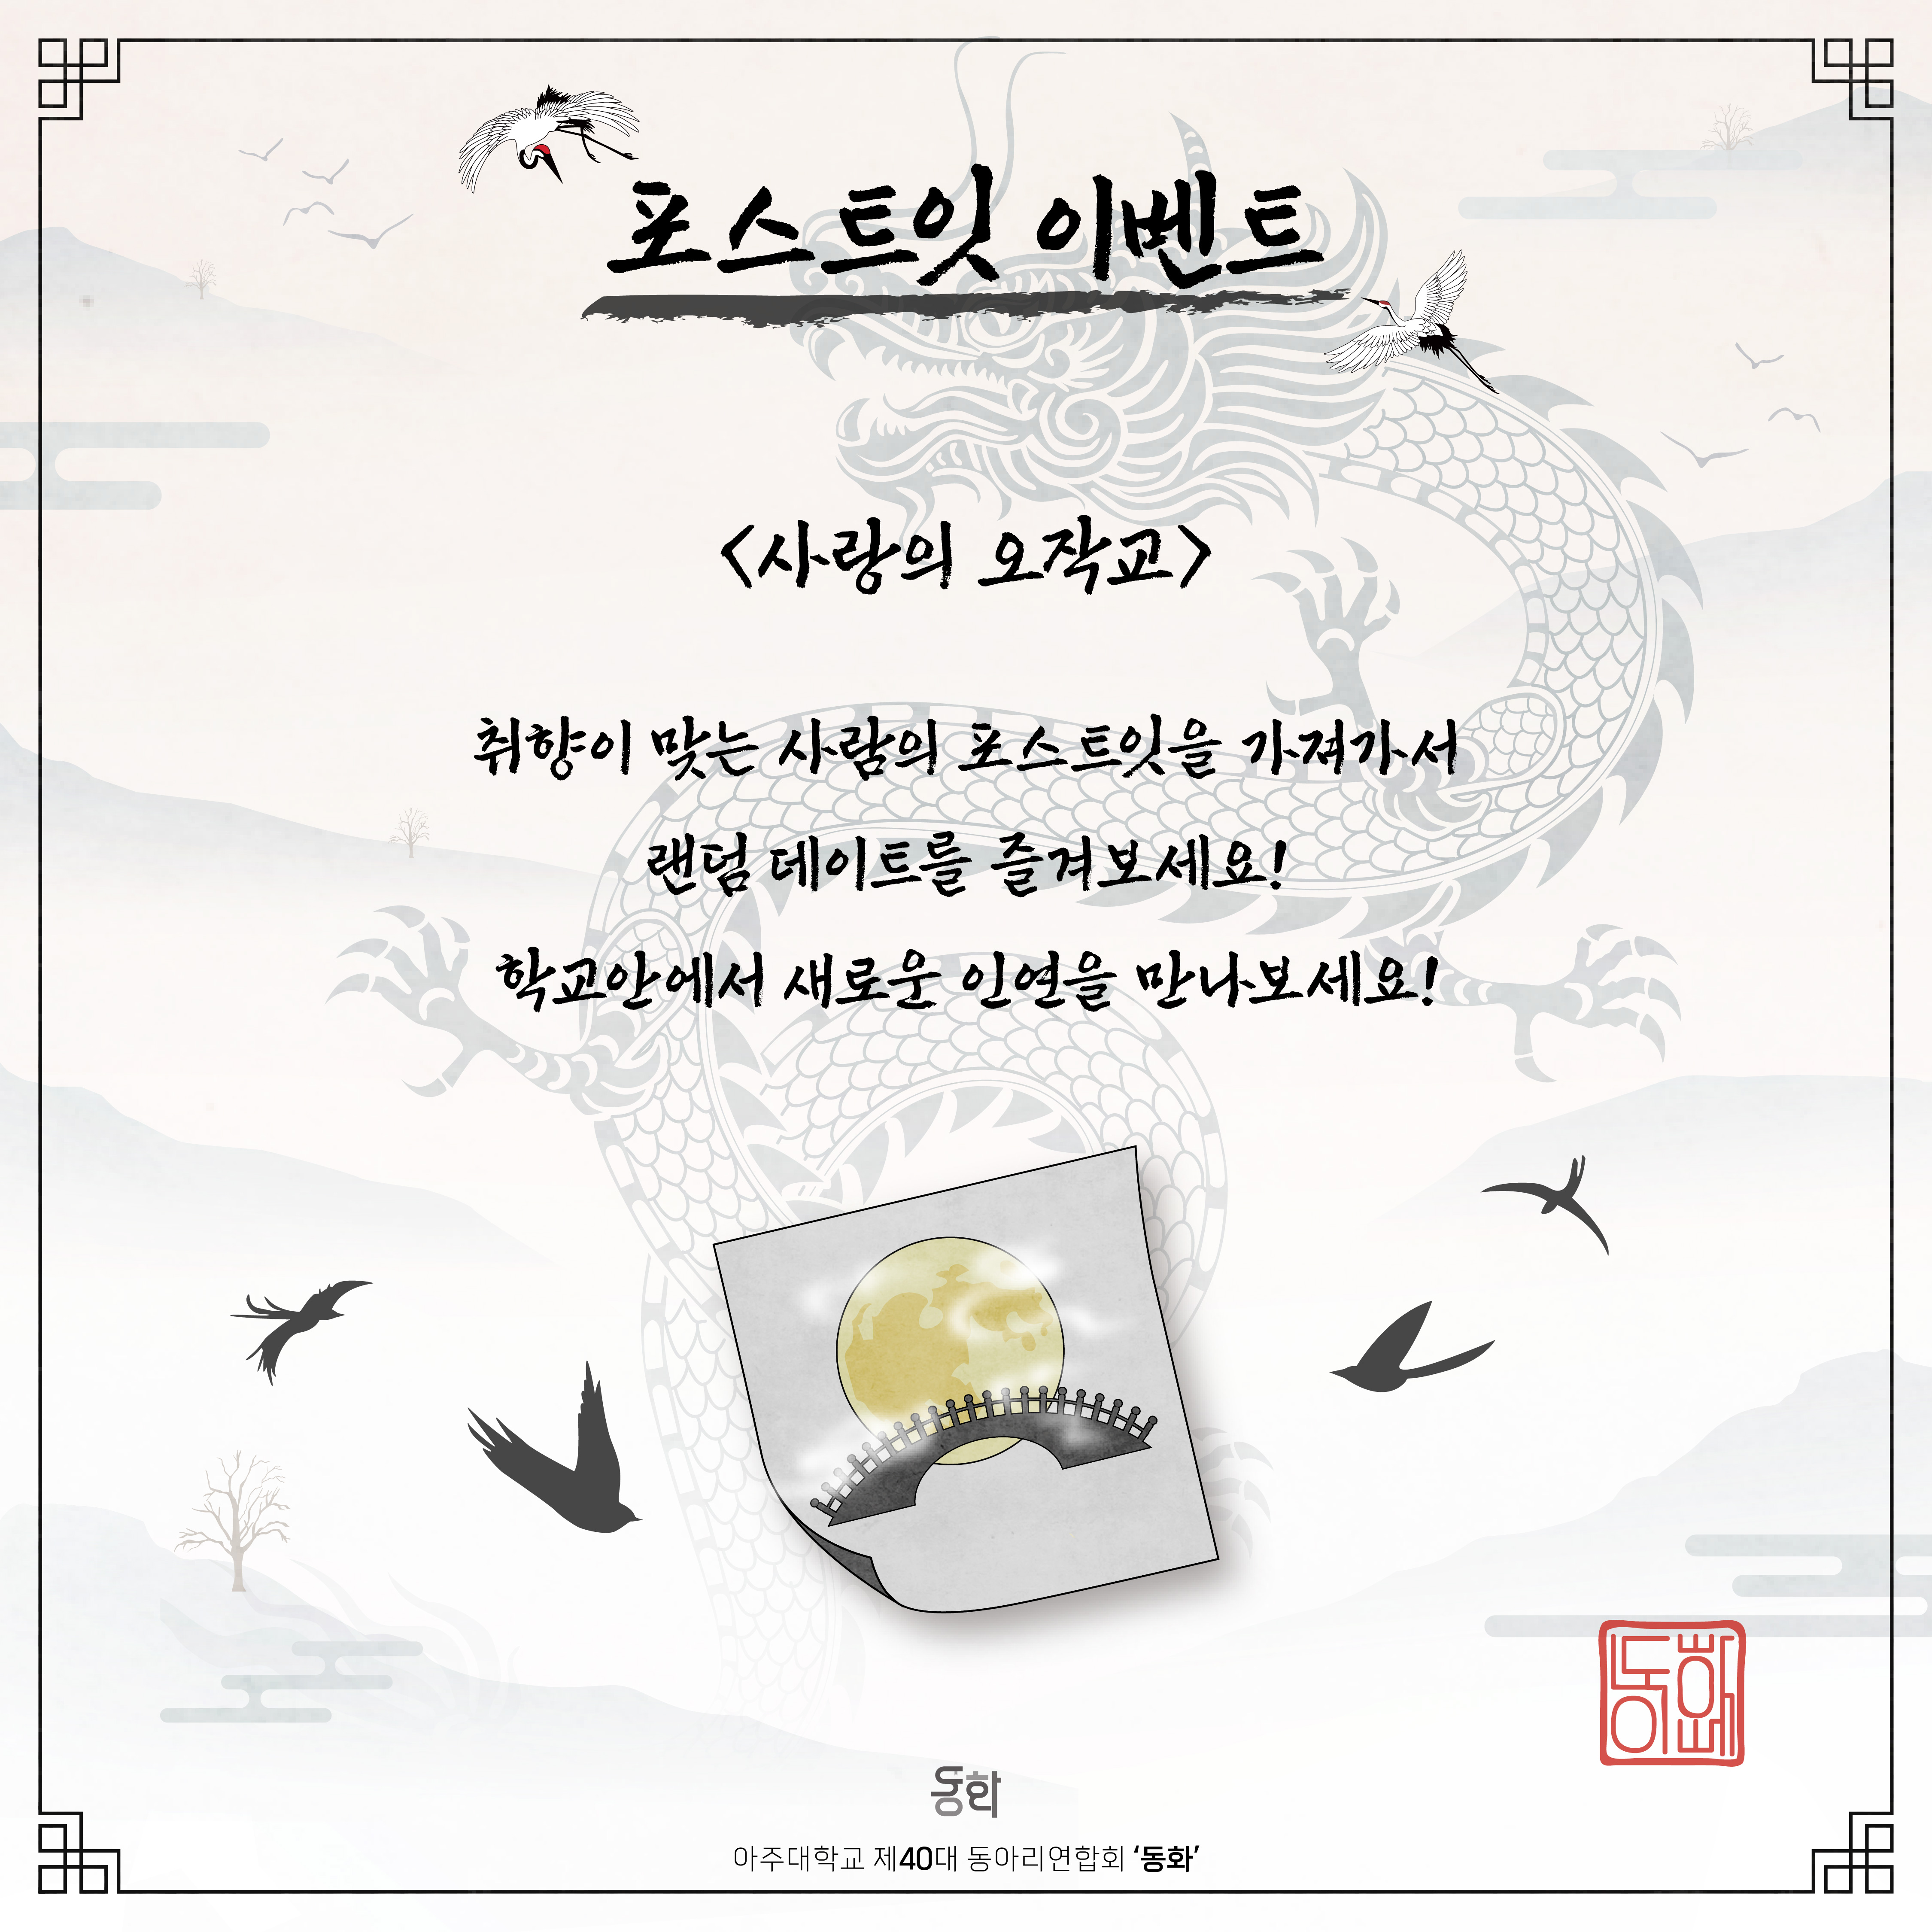 포스트잇 이벤트
<사랑의 오작교>
취향이 맞는 사람의 포스트잇을 가져가서
랜덤 데이트를 즐겨보세요!
학교안에서 새로운 인연을 만나보세요!
동화
동화
아주대학교 제40대 동아리연합회 ‘동화’